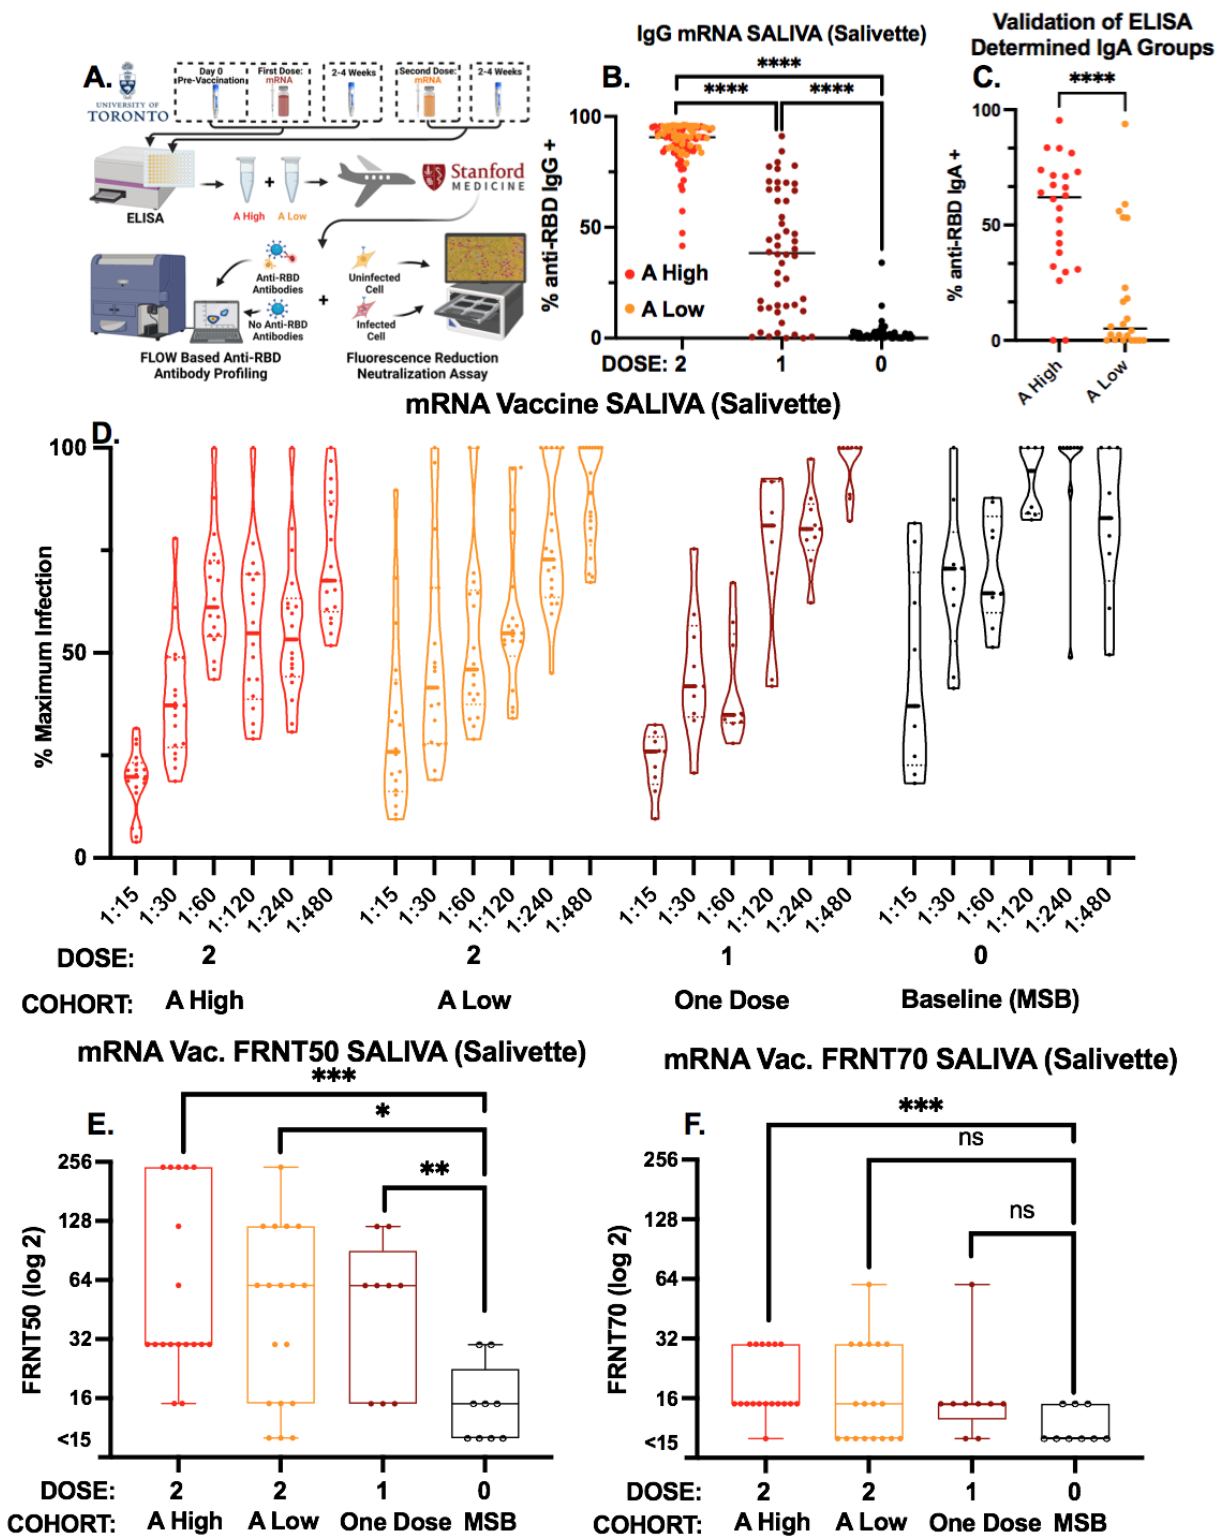 A.
UNIVERSITY OF
TORONTO
Day 0
Pre-Vaccination
First Dose:
mRNA
2-4 Weeks
Second Dose:
mRNA
2-4 Weeks
ELISA
+
A High
A Low
Stanford
MEDICINE
Anti-RBD
Antibodies
No Anti-RBD
Antibodies
+
Uninfected
Cell
Infected
Cell
FLOW Based Anti-RBD
Antibody Profiling
Fluorescence Reduction
Neutralization Assay
IgG mRNA SALIVA (Salivette)
B.
****
****
****
% anti-RBD IgG +
100
50
0
A High
A Low
DOSE: 2 1 0
Validation of ELISA
Determined IgA Groups
C.
****
% anti-RBD IgA +
100
50
0
A High
A Low
mRNA Vaccine SALIVA (Salivette)
D.
% Maximum Infection
100
50
0
1:15 1:30 1:60 1:120 1:240 1:480 1:15 1:30 1:60 1:120 1:240 1:480 1:15 1:30 1:60 1:120 1:240 1:480 1:15 1:30 1:60 1:120 1:240 1:480
DOSE: 2 2 1 0
COHORT: A High A Low One Dose Baseline (MSB)
mRNA Vac. FRNT50 SALIVA (Salivette)
E.
***
*
**
FRNT50 (log 2)
256
128
64
32
16
<15
DOSE: 2 2 1 0
COHORT: A High A Low One Dose MSB
mRNA Vac. FRNT70 SALIVA (Salivette)
F.
***
ns
ns
FRNT70 (log 2)
256
128
64
32
16
<15
DOSE: 2 2 1 0
COHORT: A High A Low One Dose MSB